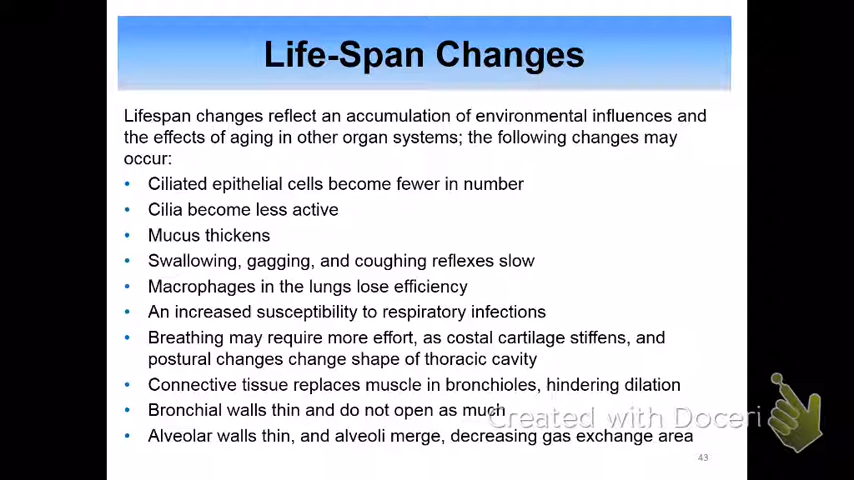 Life-Span Changes
Lifespan changes reflect an accumulation of environmental influences and
the effects of aging in other organ systems; the following changes may
occur:
• Ciliated epithelial cells become fewer in number
• Cilia become less active
• Mucus thickens
• Swallowing, gagging, and coughing reflexes slow
• Macrophages in the lungs lose efficiency
• An increased susceptibility to respiratory infections
• Breathing may require more effort, as costal cartilage stiffens, and
postural changes change shape of thoracic cavity
• Connective tissue replaces muscle in bronchioles, hindering dilation
• Bronchial walls thin and do not open as much
Created with Doceri
• Alveolar walls thin, and alveoli merge, decreasing gas exchange area
43